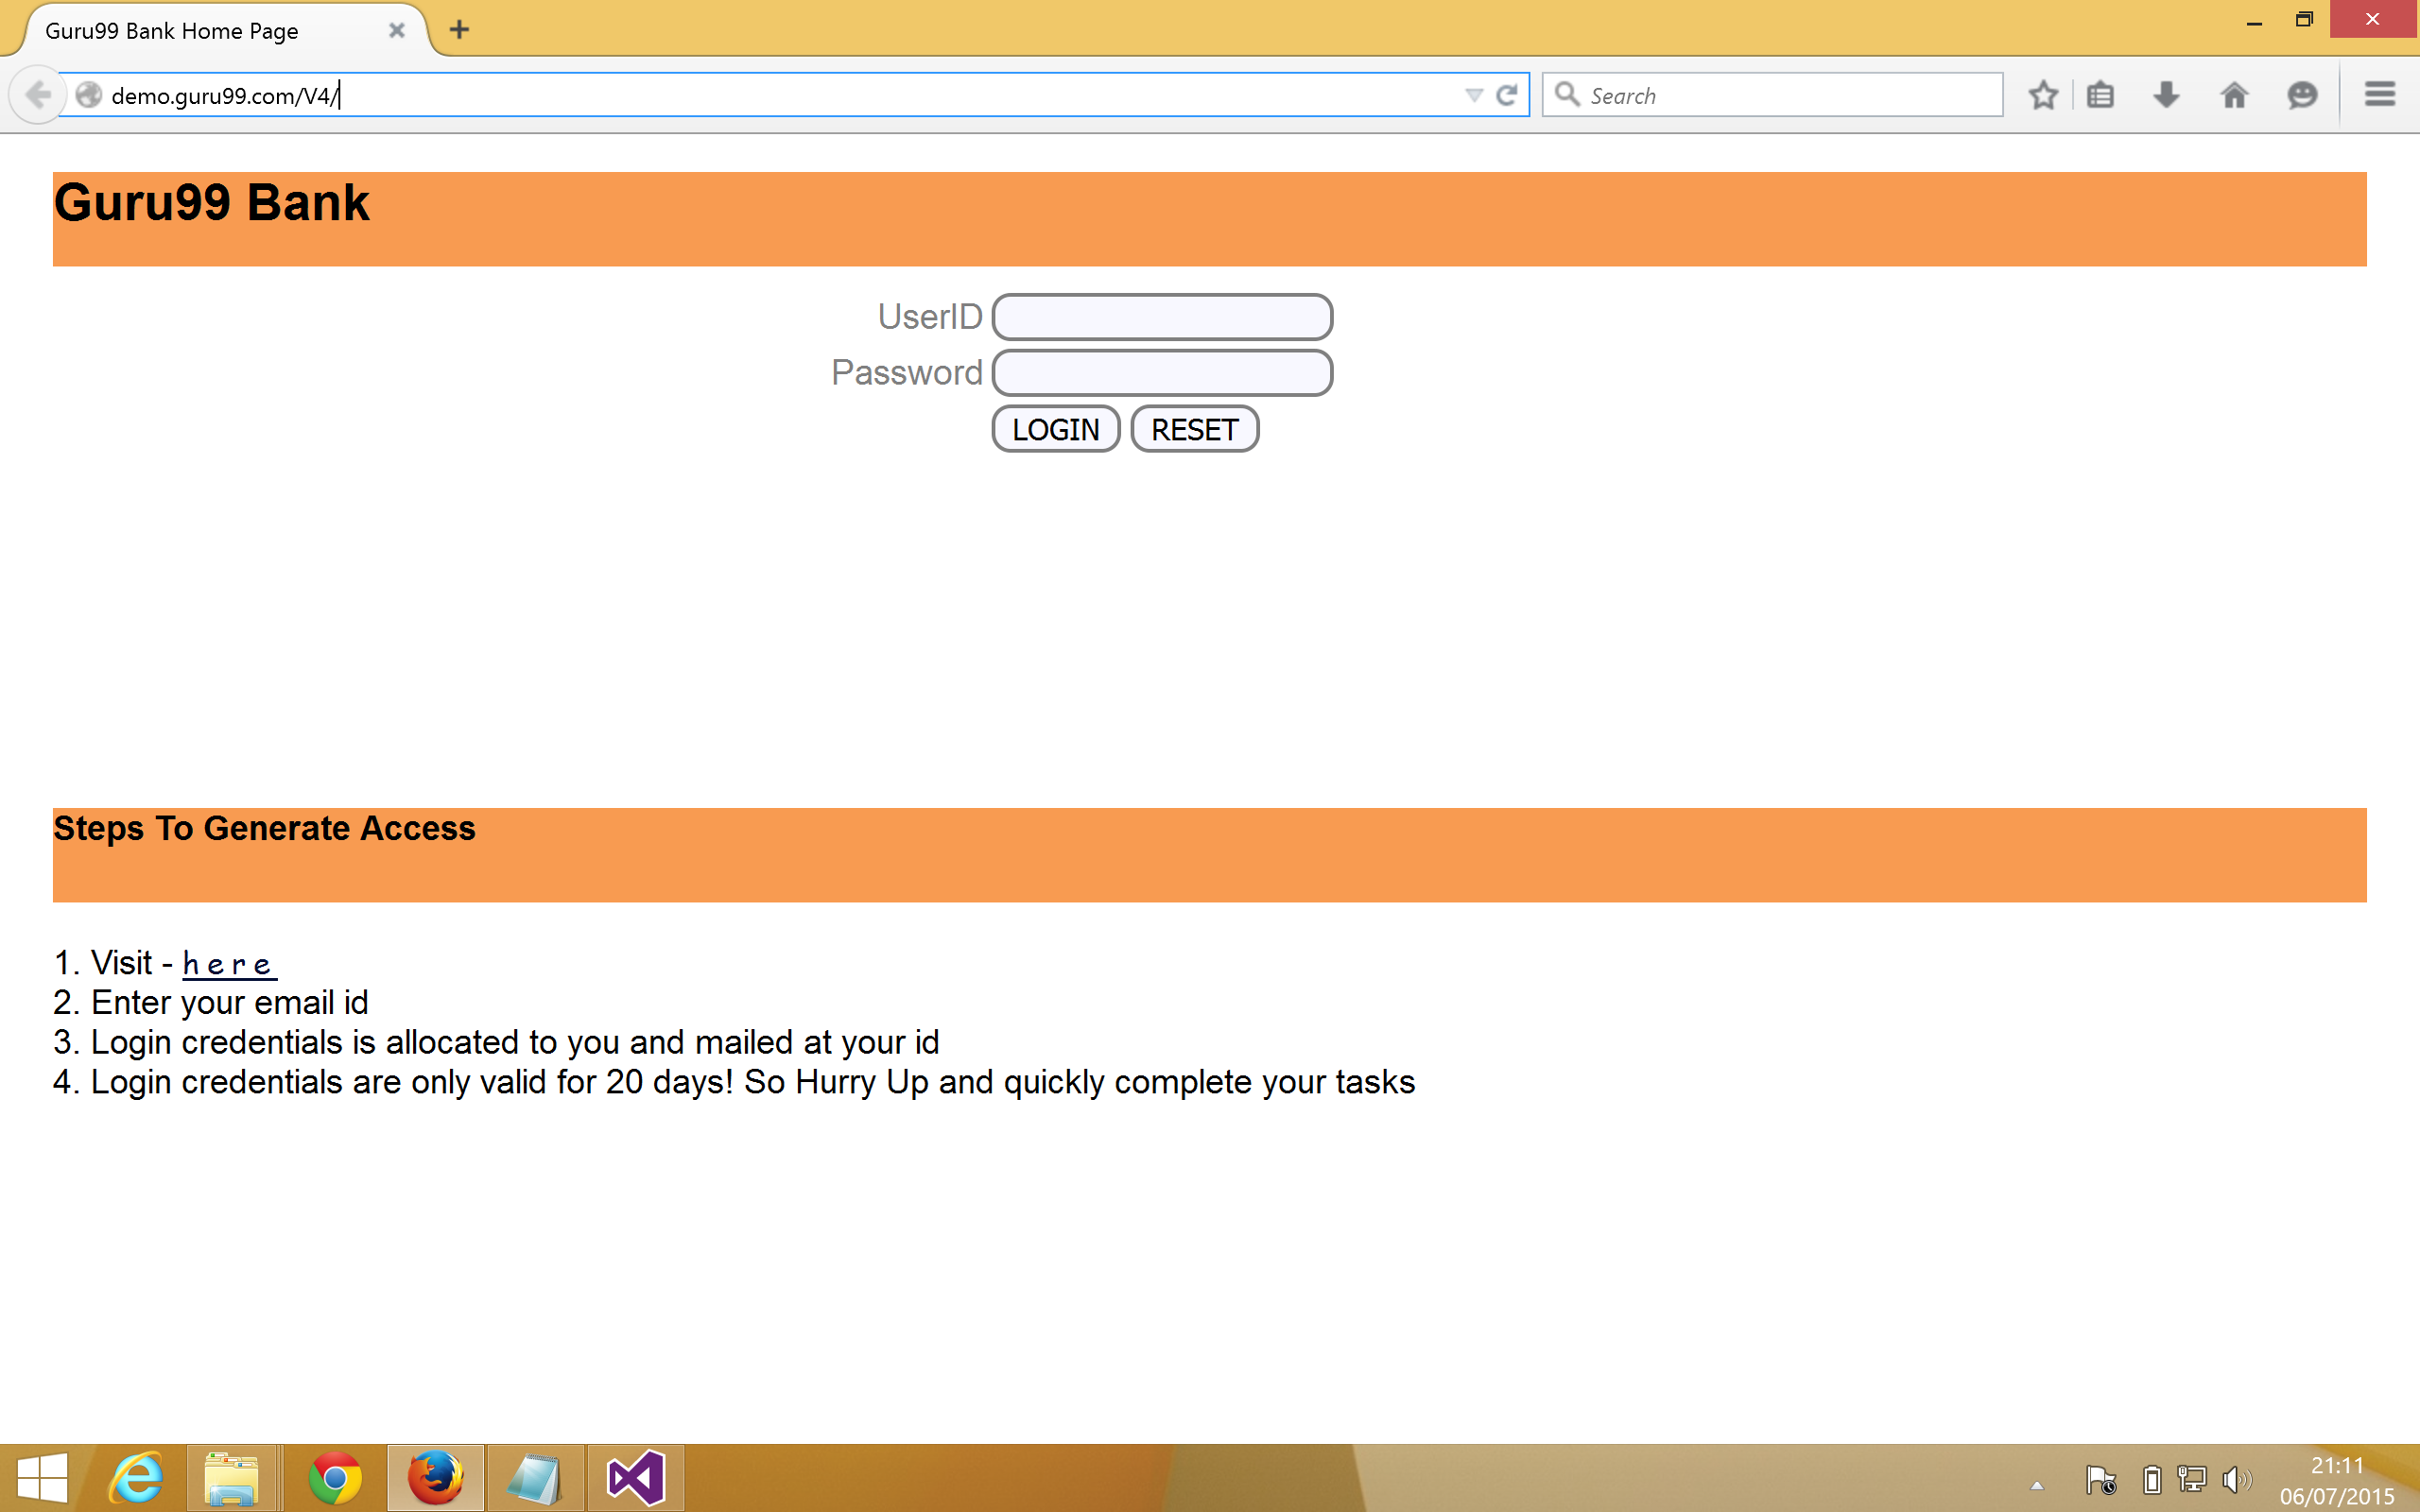 Guru99 Bank Home Page
demo.guru99.com/V4/
Search
Guru99 Bank
UserID
Password
LOGIN RESET
Steps To Generate Access
1. Visit - here
2. Enter your email id
3. Login credentials is allocated to you and mailed at your id
4. Login credentials are only valid for 20 days! So Hurry Up and quickly complete your tasks
21:11
06/07/2015